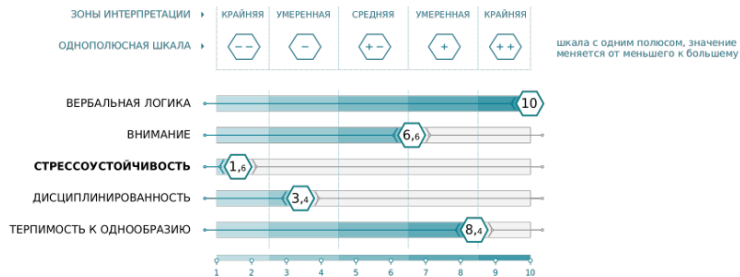 ЗОНЫ ИНТЕРПРЕТАЦИИ
КРАЙНЯЯ УМЕРЕННАЯ СРЕДНЯЯ УМЕРЕННАЯ КРАЙНЯЯ
ОДНОПОЛЮСНАЯ ШКАЛА
−− − +− + ++
шкала с одним полюсом, значение
меняется от меньшего к большему
ВЕРБАЛЬНАЯ ЛОГИКА 10
ВНИМАНИЕ 6,6
СТРЕССОУСТОЙЧИВОСТЬ 1,6
ДИСЦИПЛИНИРОВАННОСТЬ 3,4
ТЕРПИМОСТЬ К ОДНООБРАЗИЮ 8,4
1 2 3 4 5 6 7 8 9 10